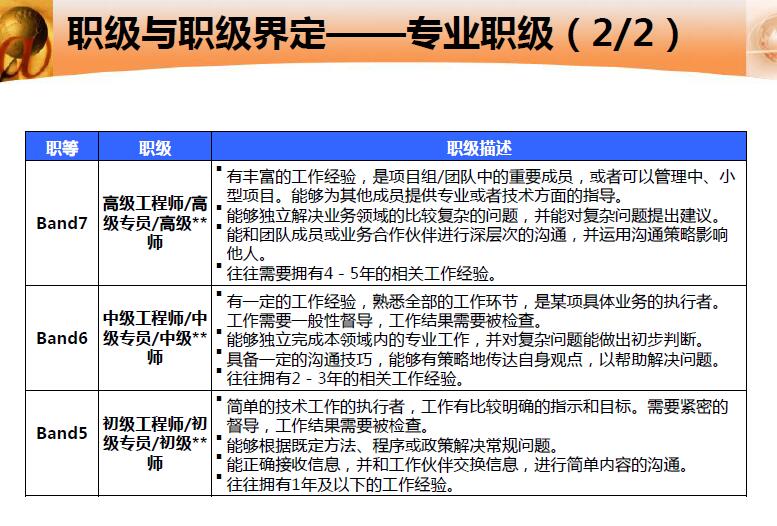 职级与职级界定——专业职级（2/2）
职等 职级 职级描述
Band7
高级工程师/高
级专员/高级**
师
▪有丰富的工作经验，是项目组/团队中的重要成员，或者可以管理中、小
型项目。能够为其他成员提供专业或技术方面的指导。
▪能够独立解决业务领域的比较复杂的问题，并能对复杂问题提出建议。
▪能和团队成员或业务合作伙伴进行深层次的沟通，并运用沟通策略影响
他人。
▪往往需要拥有4－5年的相关工作经验。
Band6
中级工程师/中
级专员/中级**
师
▪有一定的工作经验，熟悉全部的工作环节，是某项具体业务的执行者。
工作需要一般性督导，工作结果需要被检查。
▪能够独立完成本领域内的专业工作，并对复杂问题能做出初步判断。
▪具备一定的沟通技巧，能够有策略地传达自身观点，以帮助解决问题。
▪往往拥有2－3年的相关工作经验。
Band5
初级工程师/初
级专员/初级**
师
▪简单的技术工作的执行者，工作有比较明确的指示和目标。需要紧密的
督导，工作结果需要被检查。
▪能够根据既定方法、程序或政策解决常规问题。
▪能正确接收信息，并和工作伙伴交换信息，进行简单内容的沟通。
▪往往拥有1年及以下的工作经验。